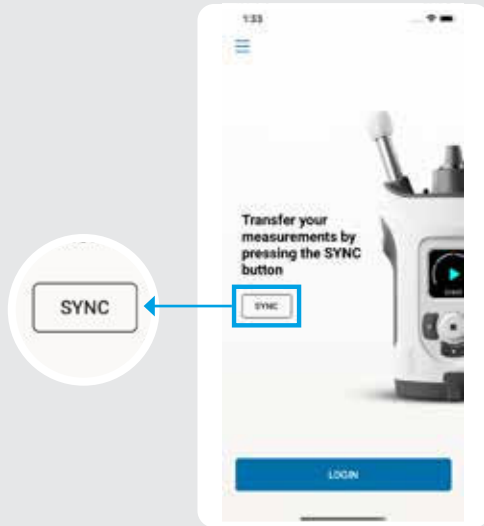 1:33
Transfer your
measurements by
pressing the SYNC
button
SYNC
SYNC
LOGIN